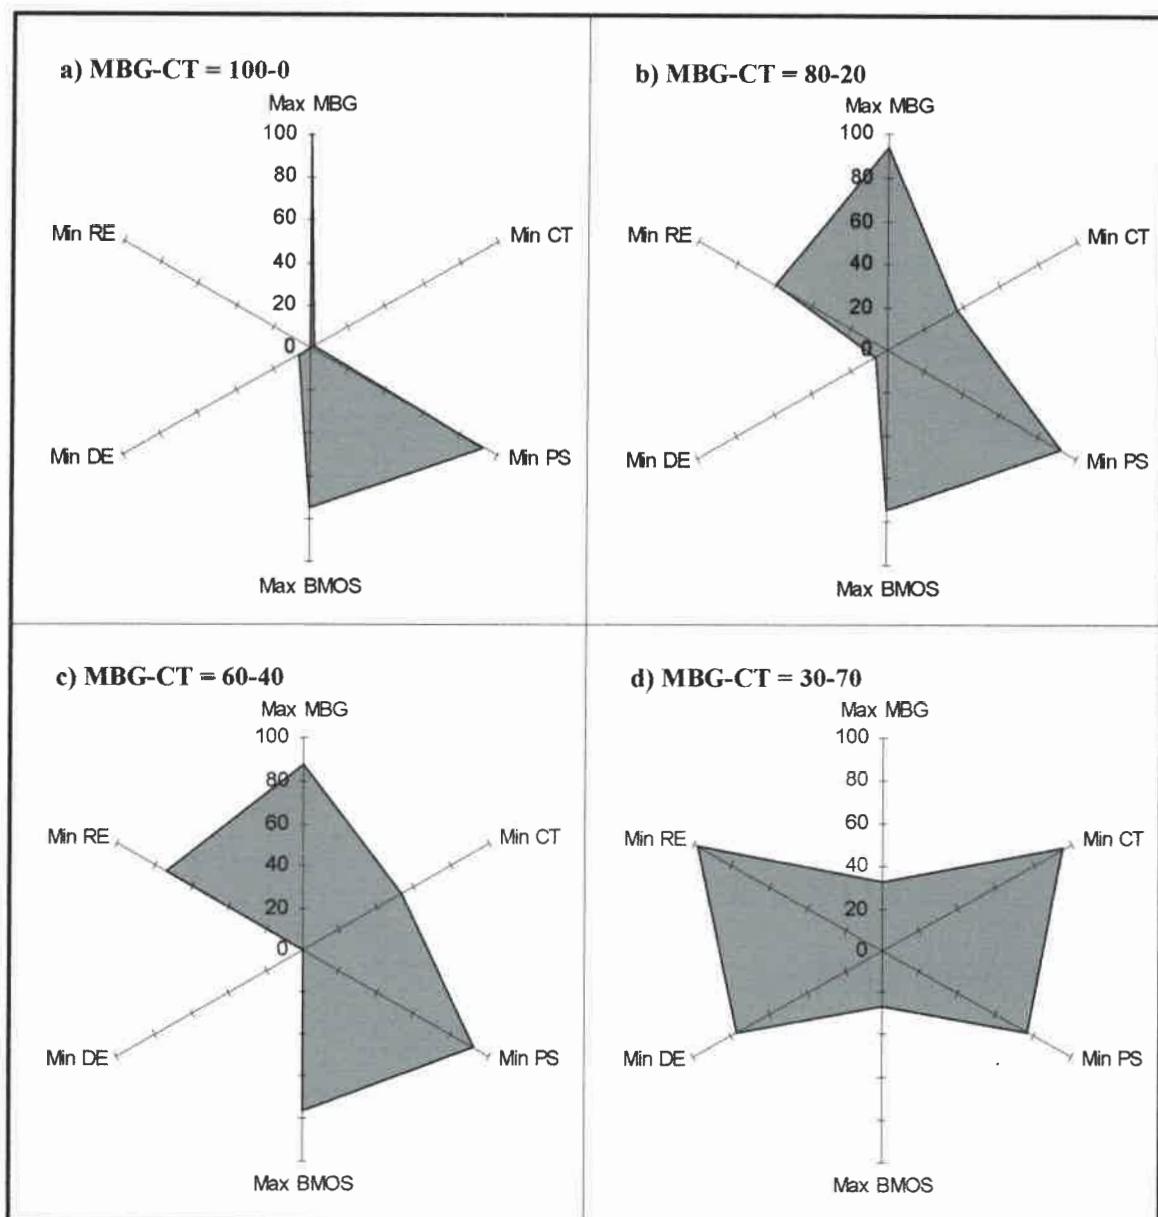 a) MBG-CT = 100-0
Max MBG
100
80
60
40
20
0
Min RE
Min CT
Min DE
Min PS
Max BMOS
b) MBG-CT = 80-20
Max MBG
100
80
60
40
20
0
Min RE
Min CT
Min DE
Min PS
Max BMOS
c) MBG-CT = 60-40
Max MBG
100
80
60
40
20
0
Min RE
Min CT
Min DE
Min PS
Max BMOS
d) MBG-CT = 30-70
Max MBG
100
80
60
40
20
0
Min RE
Min CT
Min DE
Min PS
Max BMOS